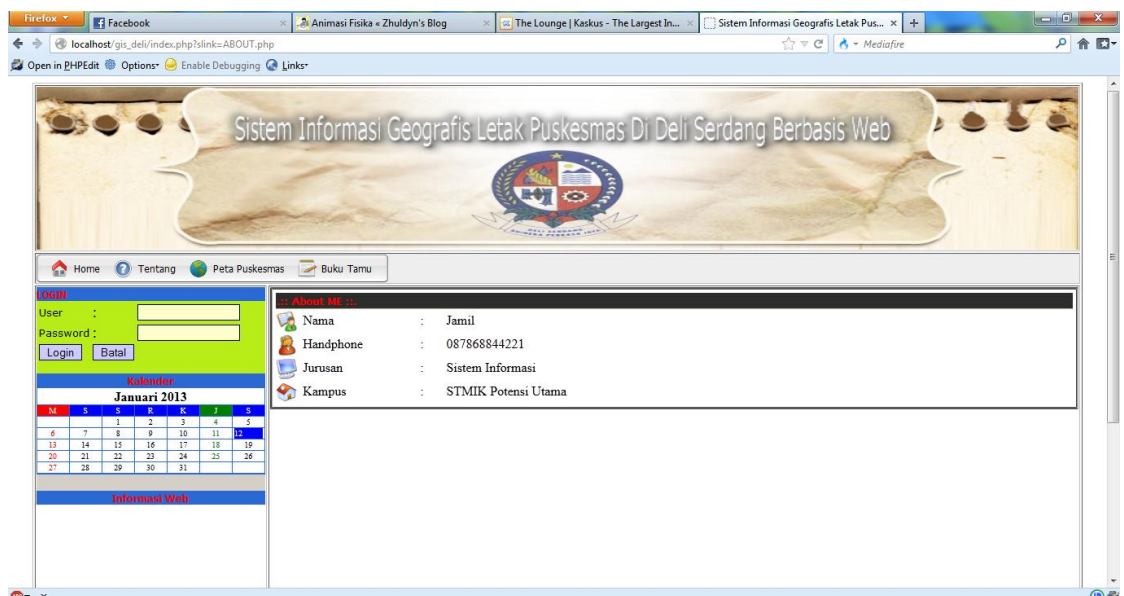 Firefox
Facebook
Animasi Fisika « Zhuldyn's Blog
The Lounge | Kaskus - The Largest In...
Sistem Informasi Geografis Letak Pus...
localhost/gis_deli/index.php?slink=ABOUT.php
Mediafire
Open in PHPEdit Options Enable Debugging Links
Sistem Informasi Geografis Letak Puskesmas Di Deli Serdang Berbasis Web
DELI SERDANG
Home Tentang Peta Puskesmas Buku Tamu
LOGIN
User :
Password :
Login Batal
Kalender
Januari 2013
M S S R K J S
1 2 3 4 5
6 7 8 9 10 11 12
13 14 15 16 17 18 19
20 21 22 23 24 25 26
27 28 29 30 31
Informasi Web
.:: About ME ::.
Nama : Jamil
Handphone : 087868844221
Jurusan : Sistem Informasi
Kampus : STMIK Potensi Utama